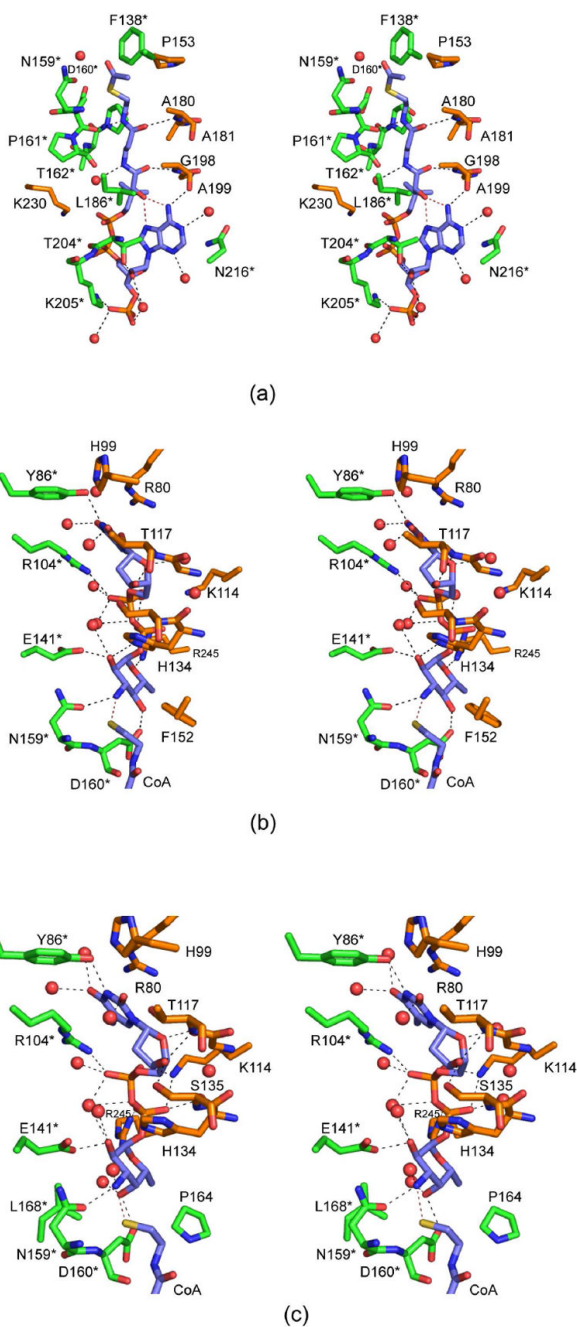 F138* F138*
P153 P153
N159* D160* N159* D160*
A180 A180
P161* A181 P161* A181
T162* G198 T162* G198
K230 L186* A199 K230 L186* A199
T204* T204*
N216* N216*
K205* K205*
(a)
H99 H99
Y86* R80 Y86* R80
T117 T117
R104* K114 R104* K114
E141* R245 E141* R245
H134 H134
N159* F152 N159* F152
D160* CoA D160* CoA
(b)
Y86* H99 Y86* H99
R80 R80
T117 T117
R104* K114 R104* K114
S135 S135
E141* R245 E141* R245
H134 H134
L168* P164 L168* P164
N159* N159*
D160* D160*
CoA CoA
(c)